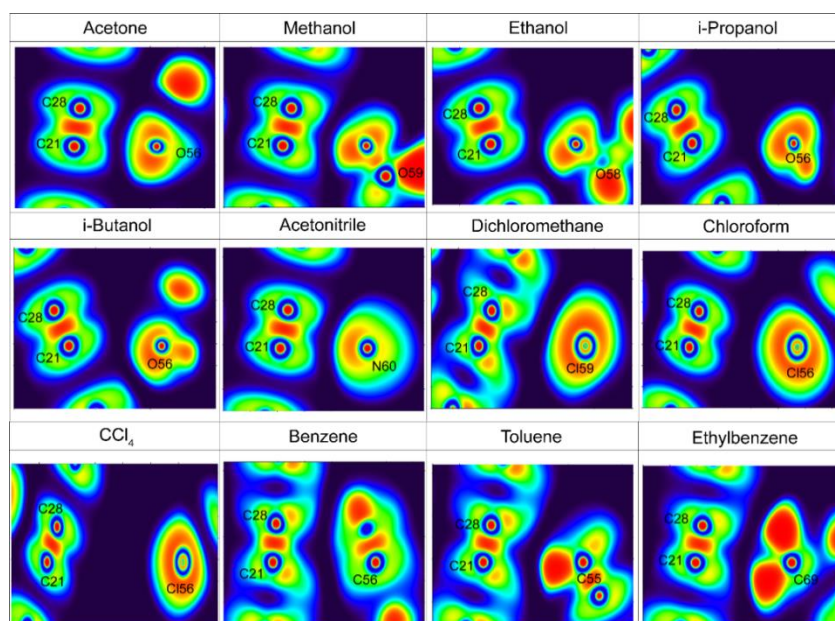 Acetone Methanol Ethanol i-Propanol
C28 C28 C28 C28
C21 O56 C21 O59 C21 O58 C21 O56
i-Butanol Acetonitrile Dichloromethane Chloroform
C28 C28 C28 C28
C21 O56 C21 N60 C21 Cl59 C21 Cl56
CCl₄ Benzene Toluene Ethylbenzene
C28 C28 C28 C28
C21 Cl56 C21 C56 C21 C55 C21 C69